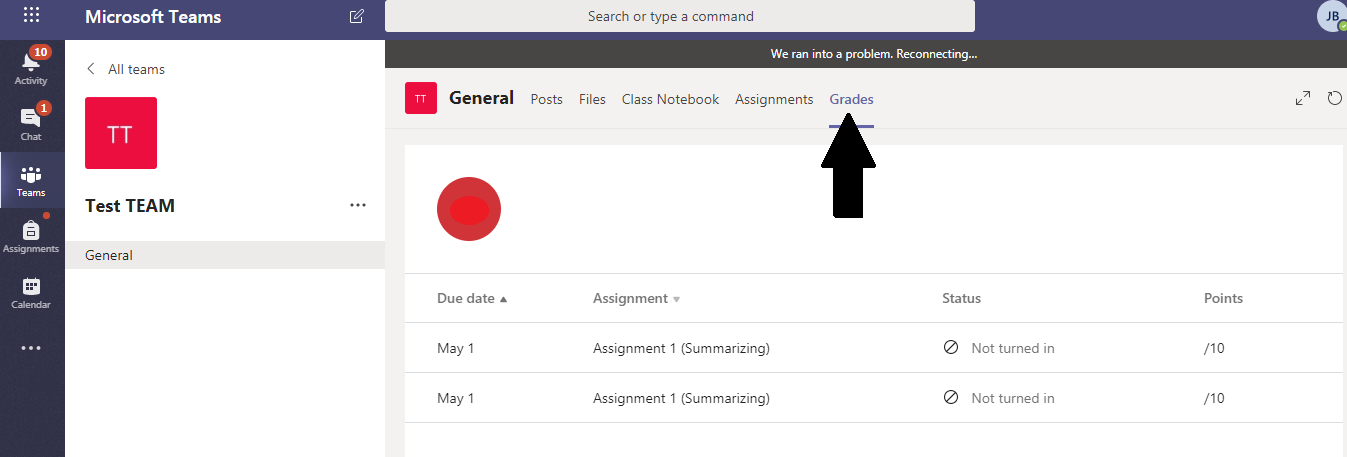 Microsoft Teams
Search or type a command
JB
We ran into a problem. Reconnecting...
10
Activity
1
Chat
Teams
Assignments
Calendar
All teams
TT
Test TEAM
General
TT
General Posts Files Class Notebook Assignments Grades
Due date Assignment Status Points
May 1 Assignment 1 (Summarizing) Not turned in /10
May 1 Assignment 1 (Summarizing) Not turned in /10